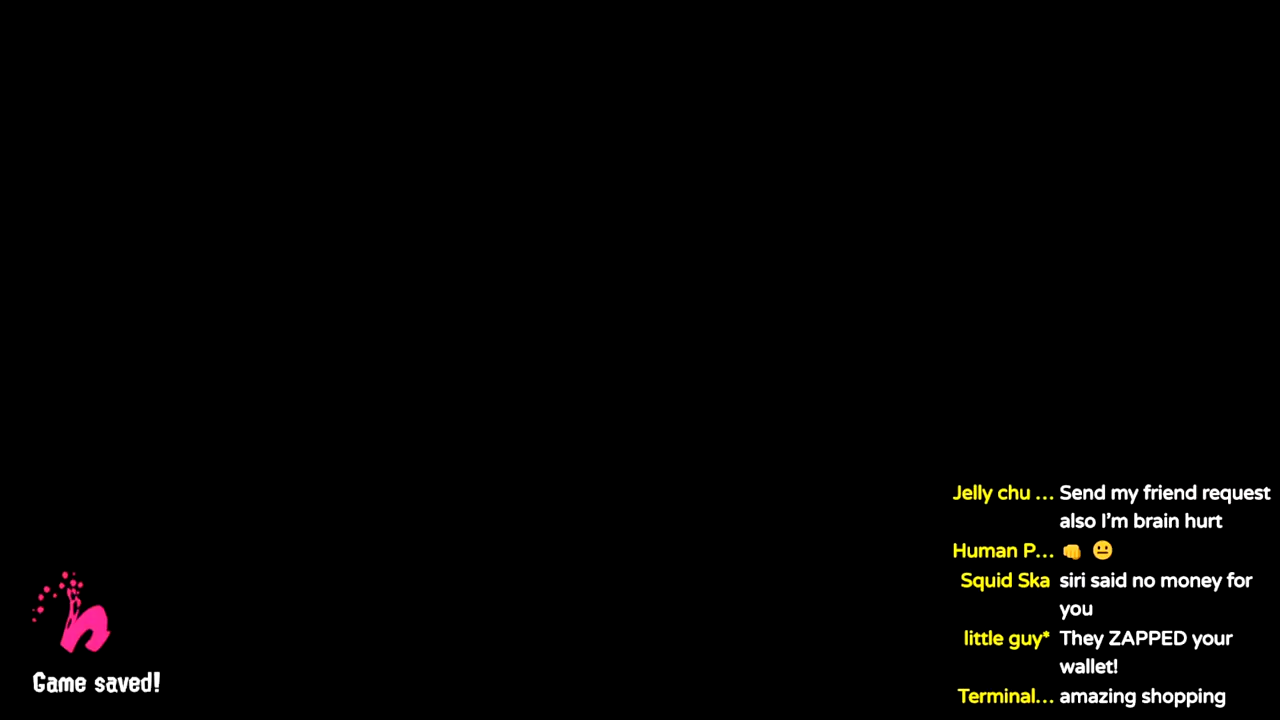 Jelly chu … Send my friend request
also I'm brain hurt
Human P… 👊 😐
Squid Ska siri said no money for
you
little guy* They ZAPPED your
wallet!
Terminal… amazing shopping
Game saved!